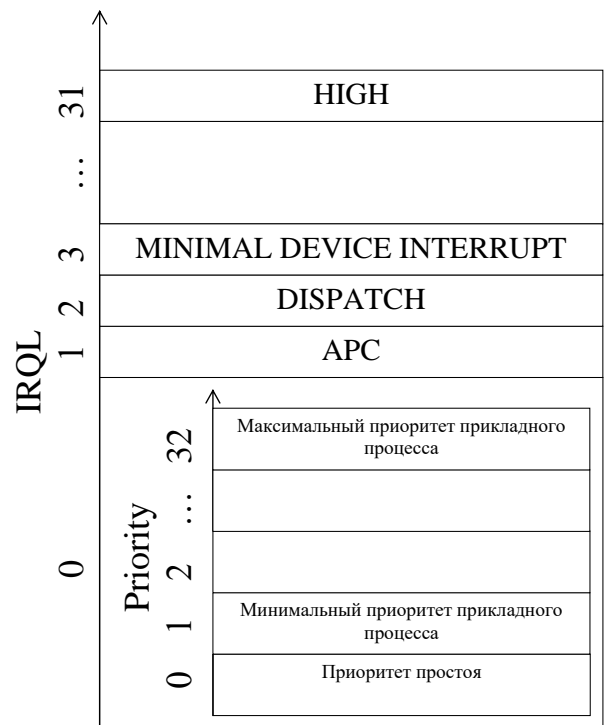 31
HIGH
…
3
MINIMAL DEVICE INTERRUPT
2
DISPATCH
1
APC
IRQL
0
Priority
32
Максимальный приоритет прикладного
процесса
…
2
1
Минимальный приоритет прикладного
процесса
0
Приоритет простоя